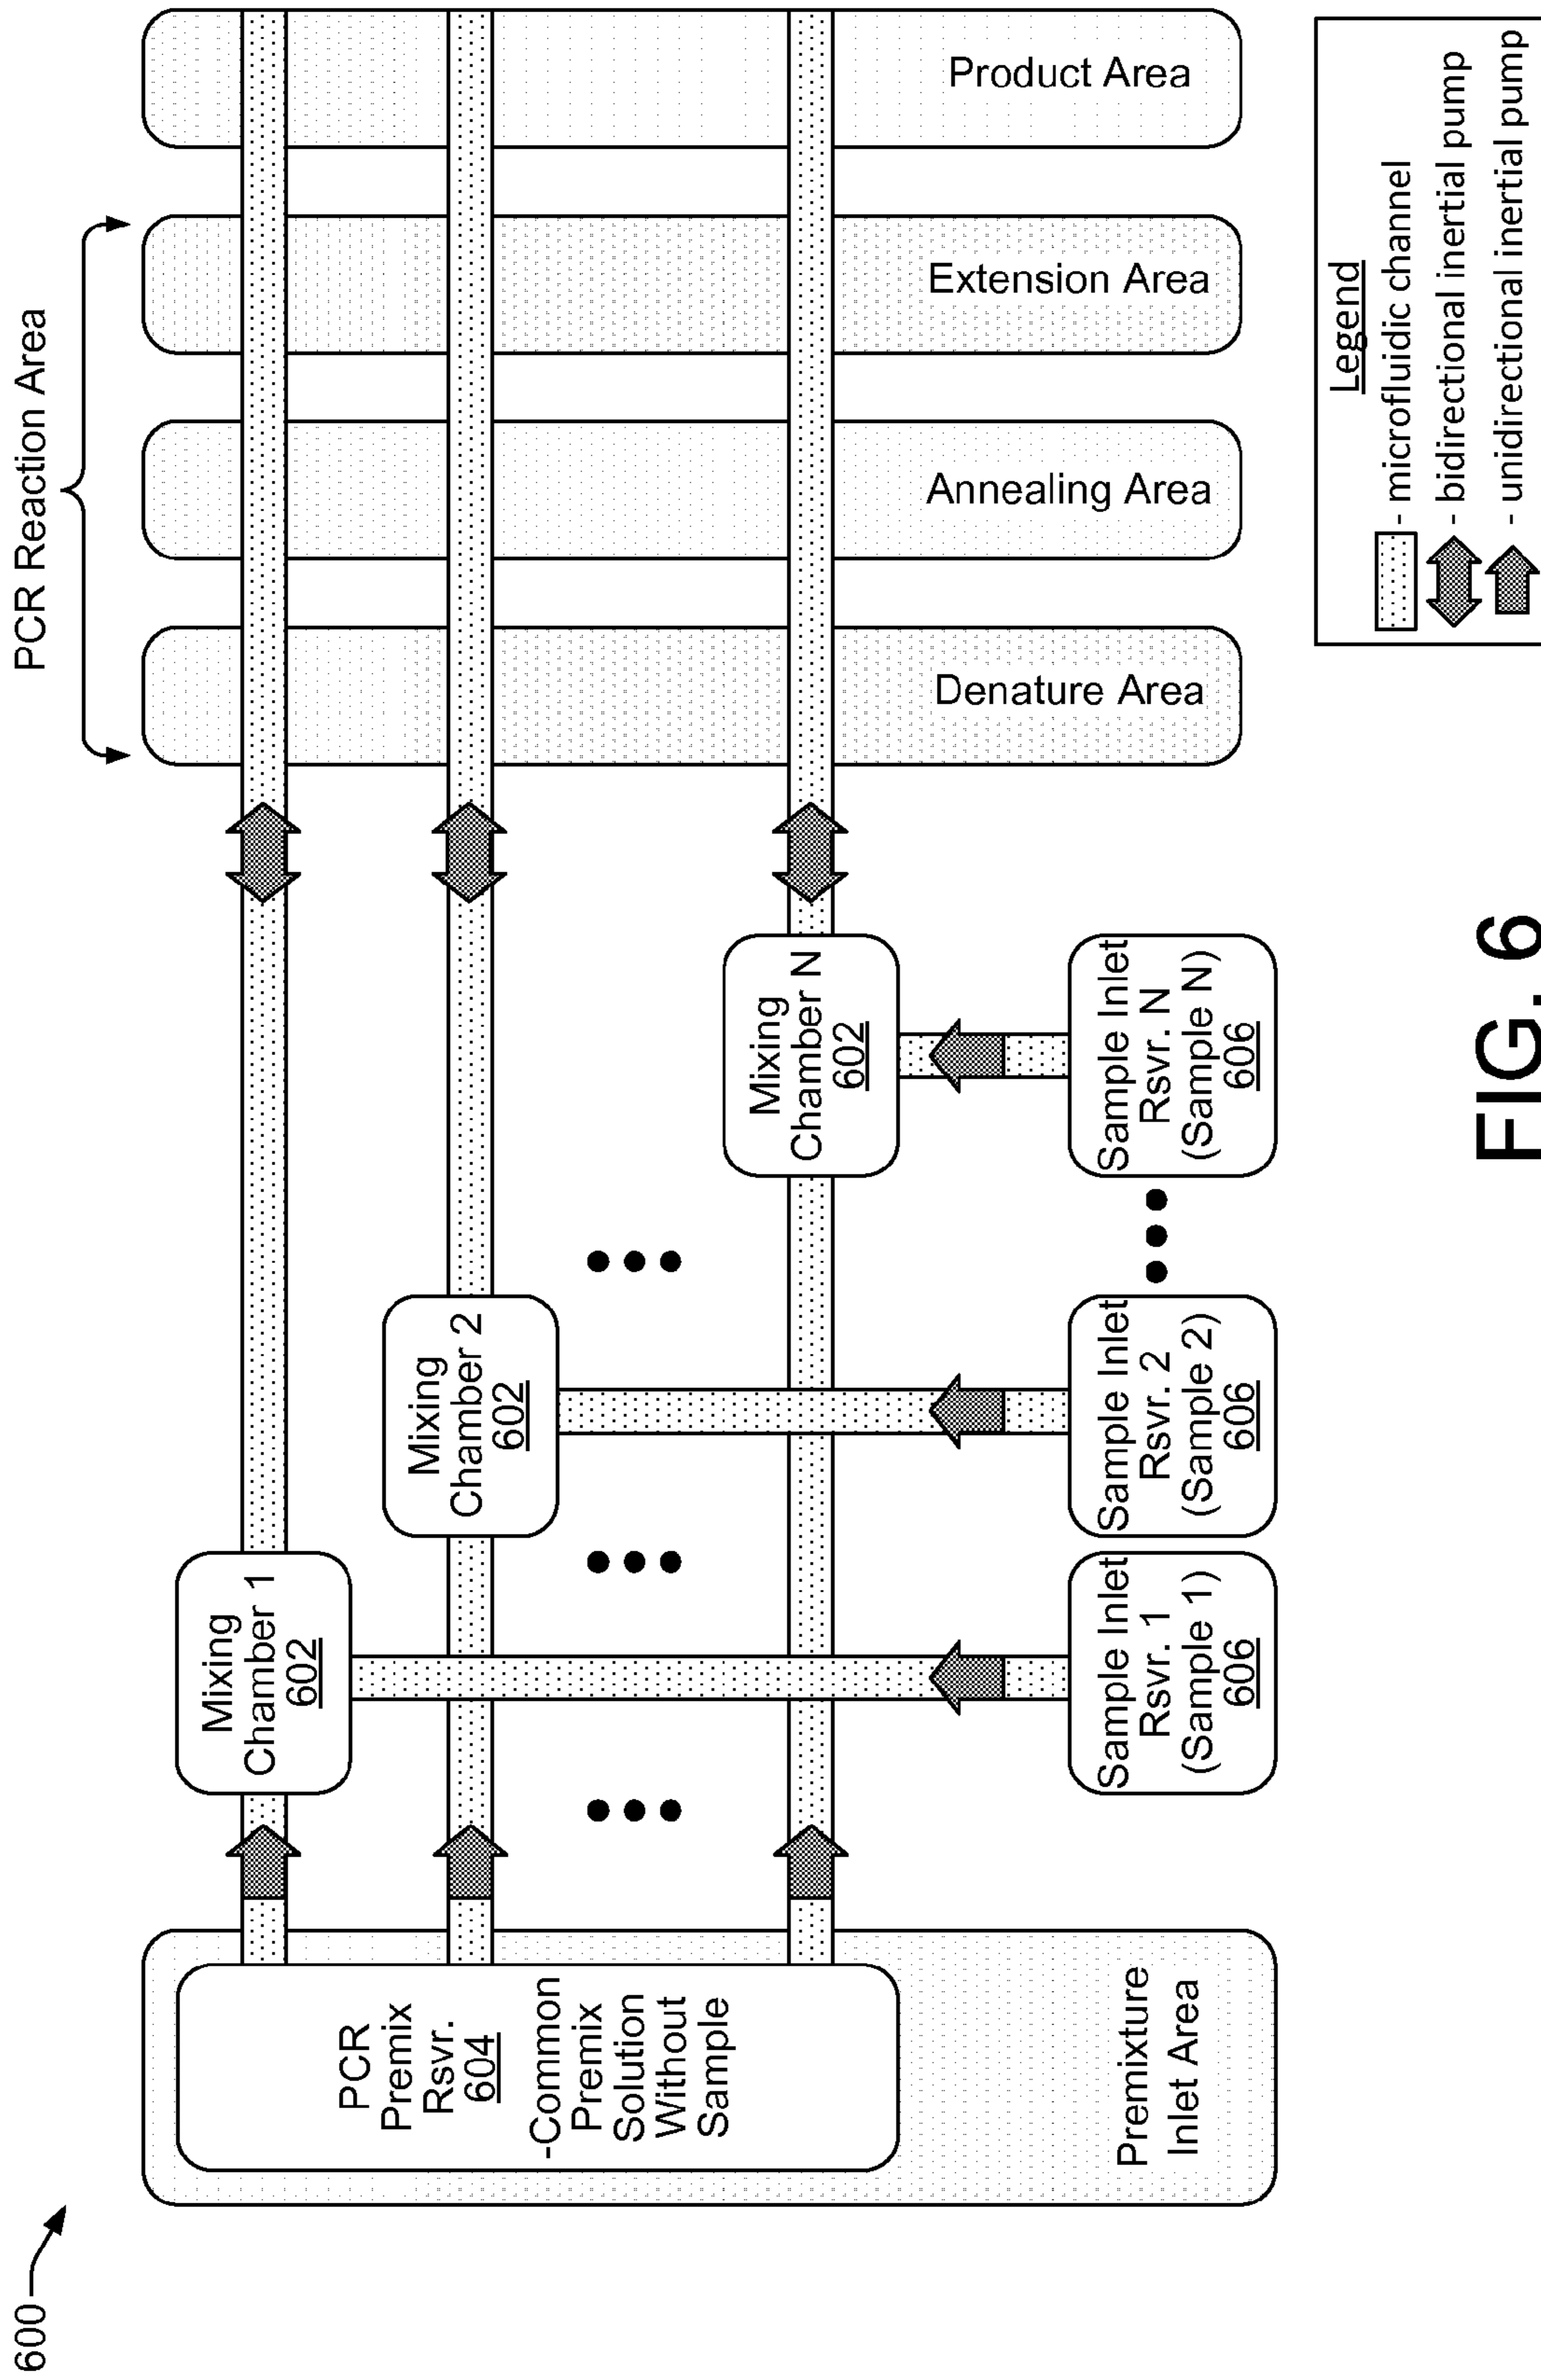 600
PCR Reaction Area
PCR
Premix
Rsvr.
604
-Common
Premix
Solution
Without
Sample
Premixture
Inlet Area
Mixing
Chamber 1
602
Mixing
Chamber 2
602
Mixing
Chamber N
602
Sample Inlet
Rsvr. 1
(Sample 1)
606
Sample Inlet
Rsvr. 2
(Sample 2)
606
Sample Inlet
Rsvr. N
(Sample N)
606
Denature Area
Annealing Area
Extension Area
Product Area
Legend
- microfluidic channel
- bidirectional inertial pump
- unidirectional inertial pump
FIG. 6